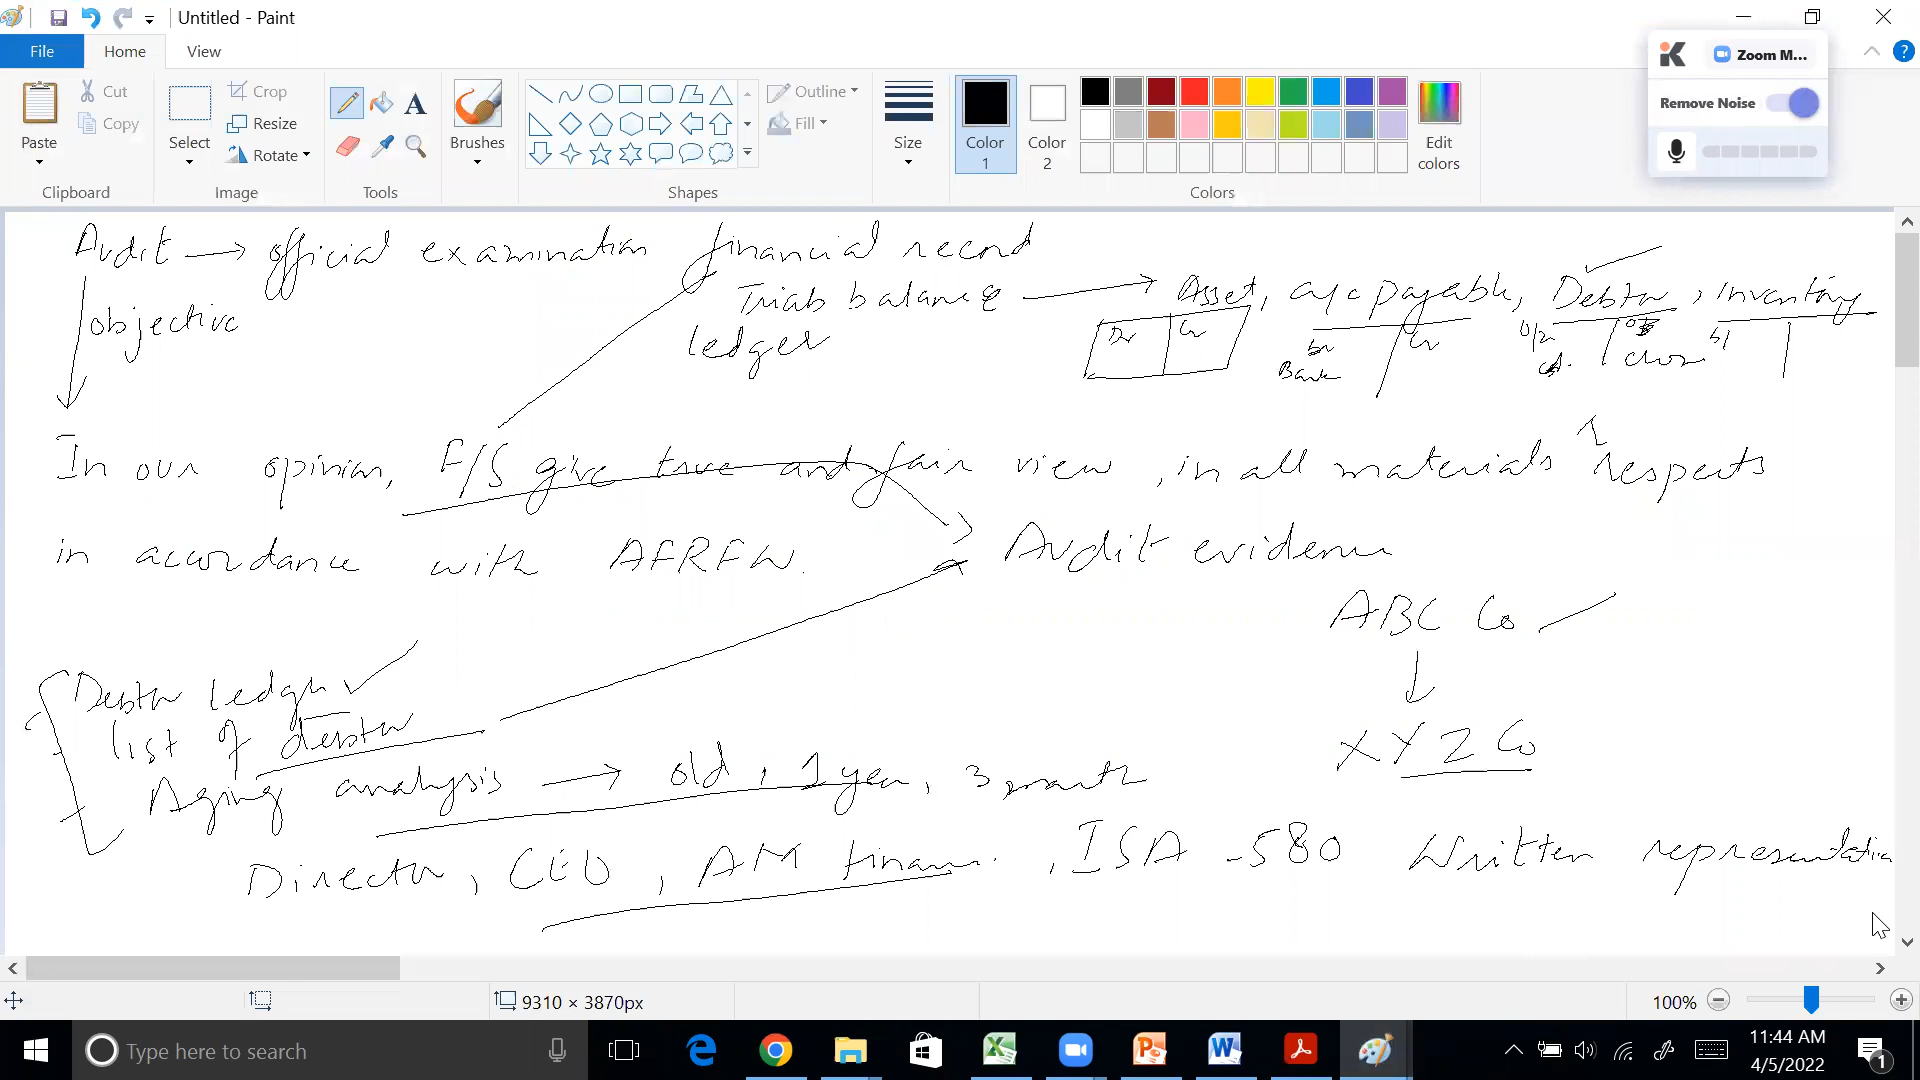 Untitled - Paint
Zoom M...
File Home View
Remove Noise
Paste Cut Copy Select Crop Resize Rotate A Brushes Outline Fill Size Color 1 Color 2 Edit colors
Clipboard Image Tools Shapes Colors
Audit → official examination financial record
objective
Trial balance → Asset, a/c payable, Debtor, Inventory
ledger
Dr Cr
Cr
Bank
In our opinion, F/S give true and fair view, in all materials respects
in accordance with AFRFW.
Audit evidence
ABC Co
XYZ Co
Debtor ledger
list of debtor
Aging analysis → old, 1 year, 3 month
Director, CEO, AM finance, ISA -580 Written representation
9310 × 3870px
100%
Type here to search
11:44 AM
4/5/2022
1